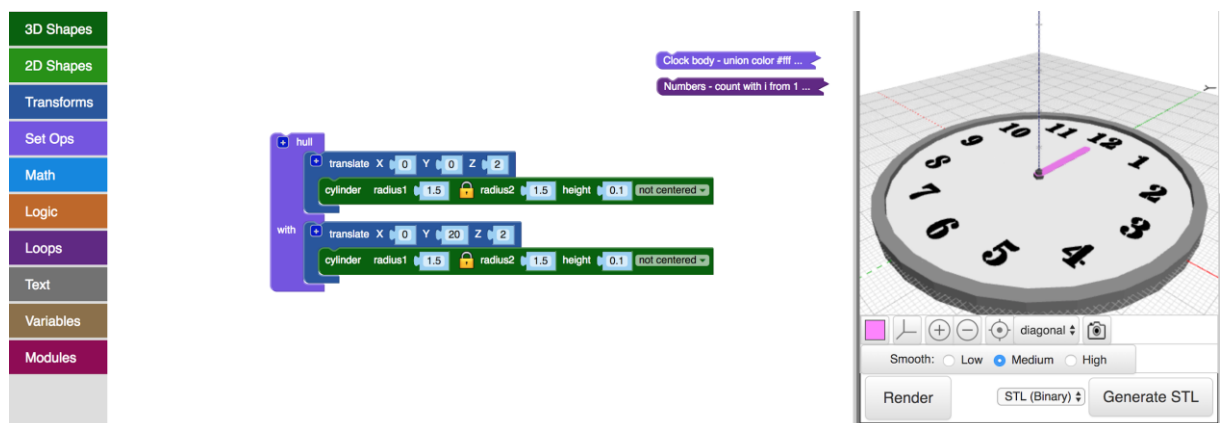 3D Shapes
2D Shapes
Transforms
Set Ops
Math
Logic
Loops
Text
Variables
Modules
Clock body - union color #fff ...
Numbers - count with i from 1 ...
+ hull
+ translate X 0 Y 0 Z 2
cylinder radius1 1.5 radius2 1.5 height 0.1 not centered
with
+ translate X 0 Y 20 Z 2
cylinder radius1 1.5 radius2 1.5 height 0.1 not centered
Y
12
1
2
3
4
5
6
7
8
9
10
11
diagonal
Smooth: Low Medium High
Render STL (Binary) Generate STL